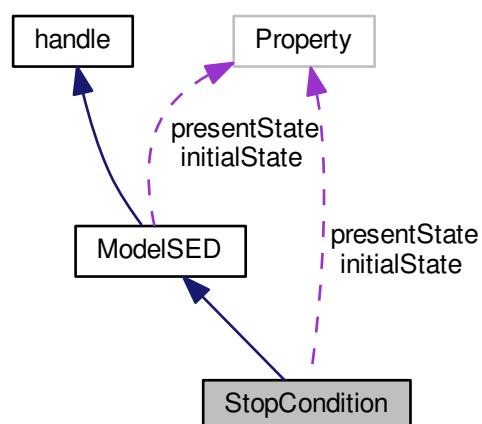 handle
Property
presentState
initialState
presentState
initialState
ModelSED
StopCondition